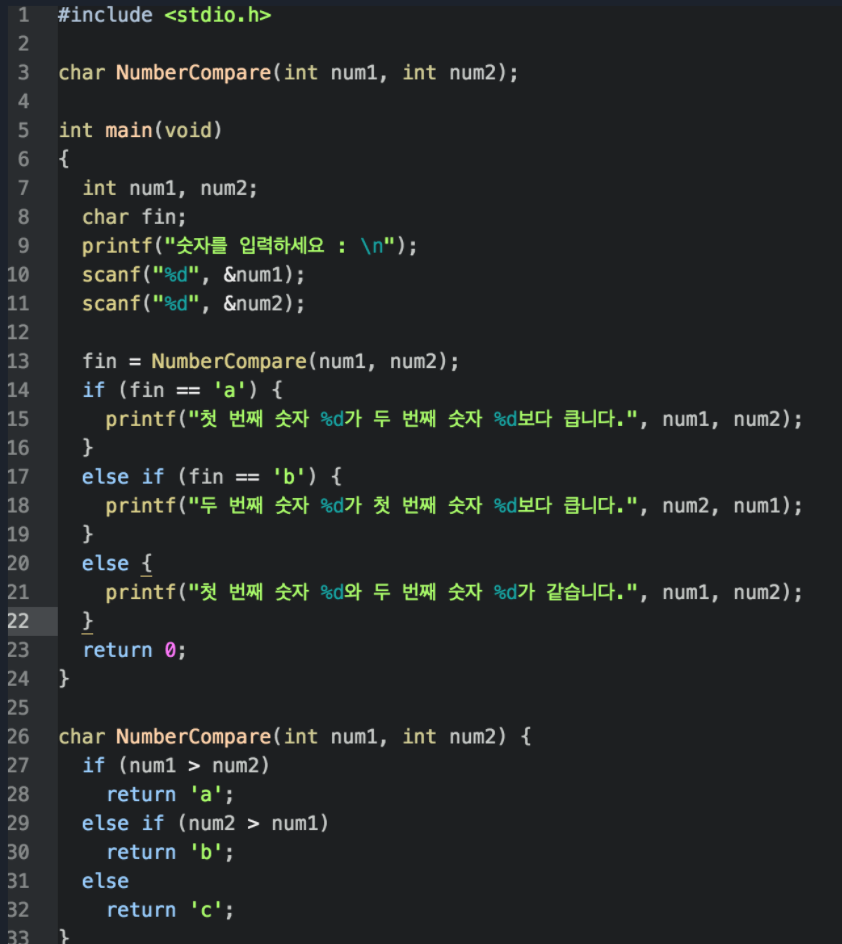 1 #include <stdio.h>
2
3 char NumberCompare(int num1, int num2);
4
5 int main(void)
6 {
7   int num1, num2;
8   char fin;
9   printf("숫자를 입력하세요 : \n");
10   scanf("%d", &num1);
11   scanf("%d", &num2);
12
13   fin = NumberCompare(num1, num2);
14   if (fin == 'a') {
15     printf("첫 번째 숫자 %d가 두 번째 숫자 %d보다 큽니다.", num1, num2);
16   }
17   else if (fin == 'b') {
18     printf("두 번째 숫자 %d가 첫 번째 숫자 %d보다 큽니다.", num2, num1);
19   }
20   else {
21     printf("첫 번째 숫자 %d와 두 번째 숫자 %d가 같습니다.", num1, num2);
22   }
23   return 0;
24 }
25
26 char NumberCompare(int num1, int num2) {
27   if (num1 > num2)
28     return 'a';
29   else if (num2 > num1)
30     return 'b';
31   else
32     return 'c';
33 }